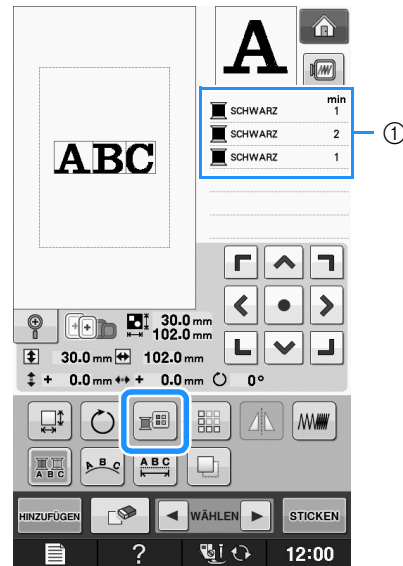 A
min
SCHWARZ 1
SCHWARZ 2
SCHWARZ 1
①
ABC
30.0 mm
102.0 mm
30.0 mm 102.0 mm
+ 0.0 mm + 0.0 mm 0°
A B C
A B C
A B C
HINZUFÜGEN WÄHLEN STICKEN
? 12:00